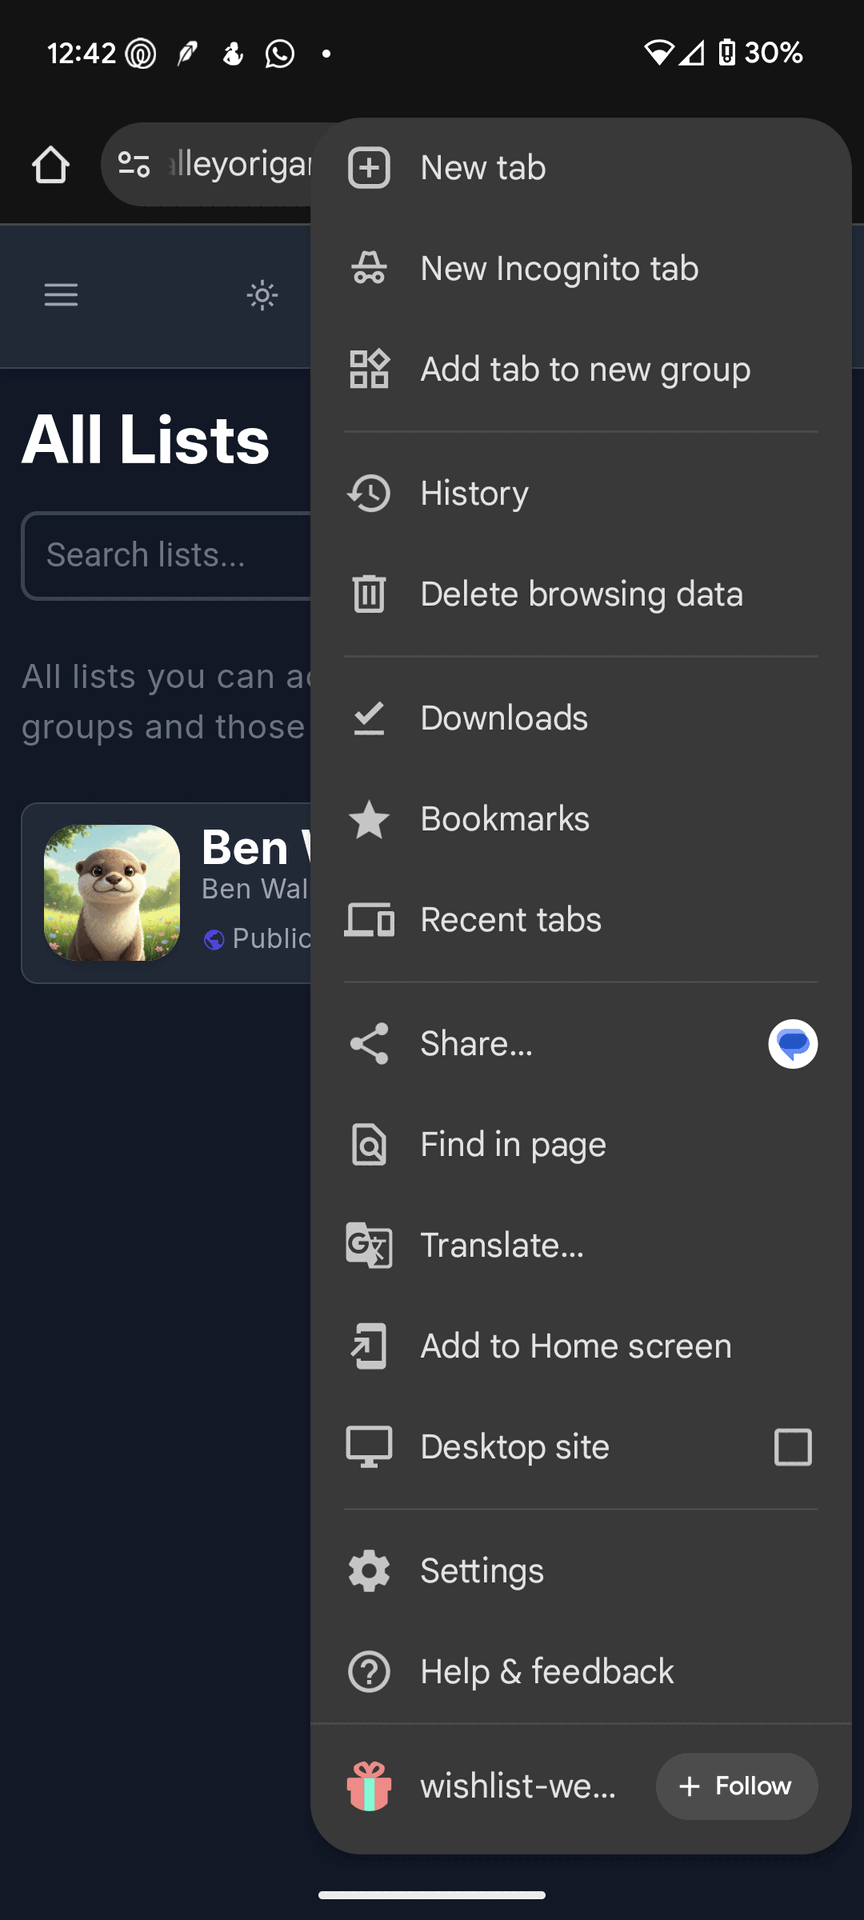 12:42
30%
lleyorigar
New tab
New Incognito tab
Add tab to new group
All Lists
Search lists...
History
Delete browsing data
All lists you can
groups and those
Downloads
Ben
Ben Wal
Public
Bookmarks
Recent tabs
Share...
Find in page
Translate...
Add to Home screen
Desktop site
Settings
Help & feedback
wishlist-we...
+ Follow